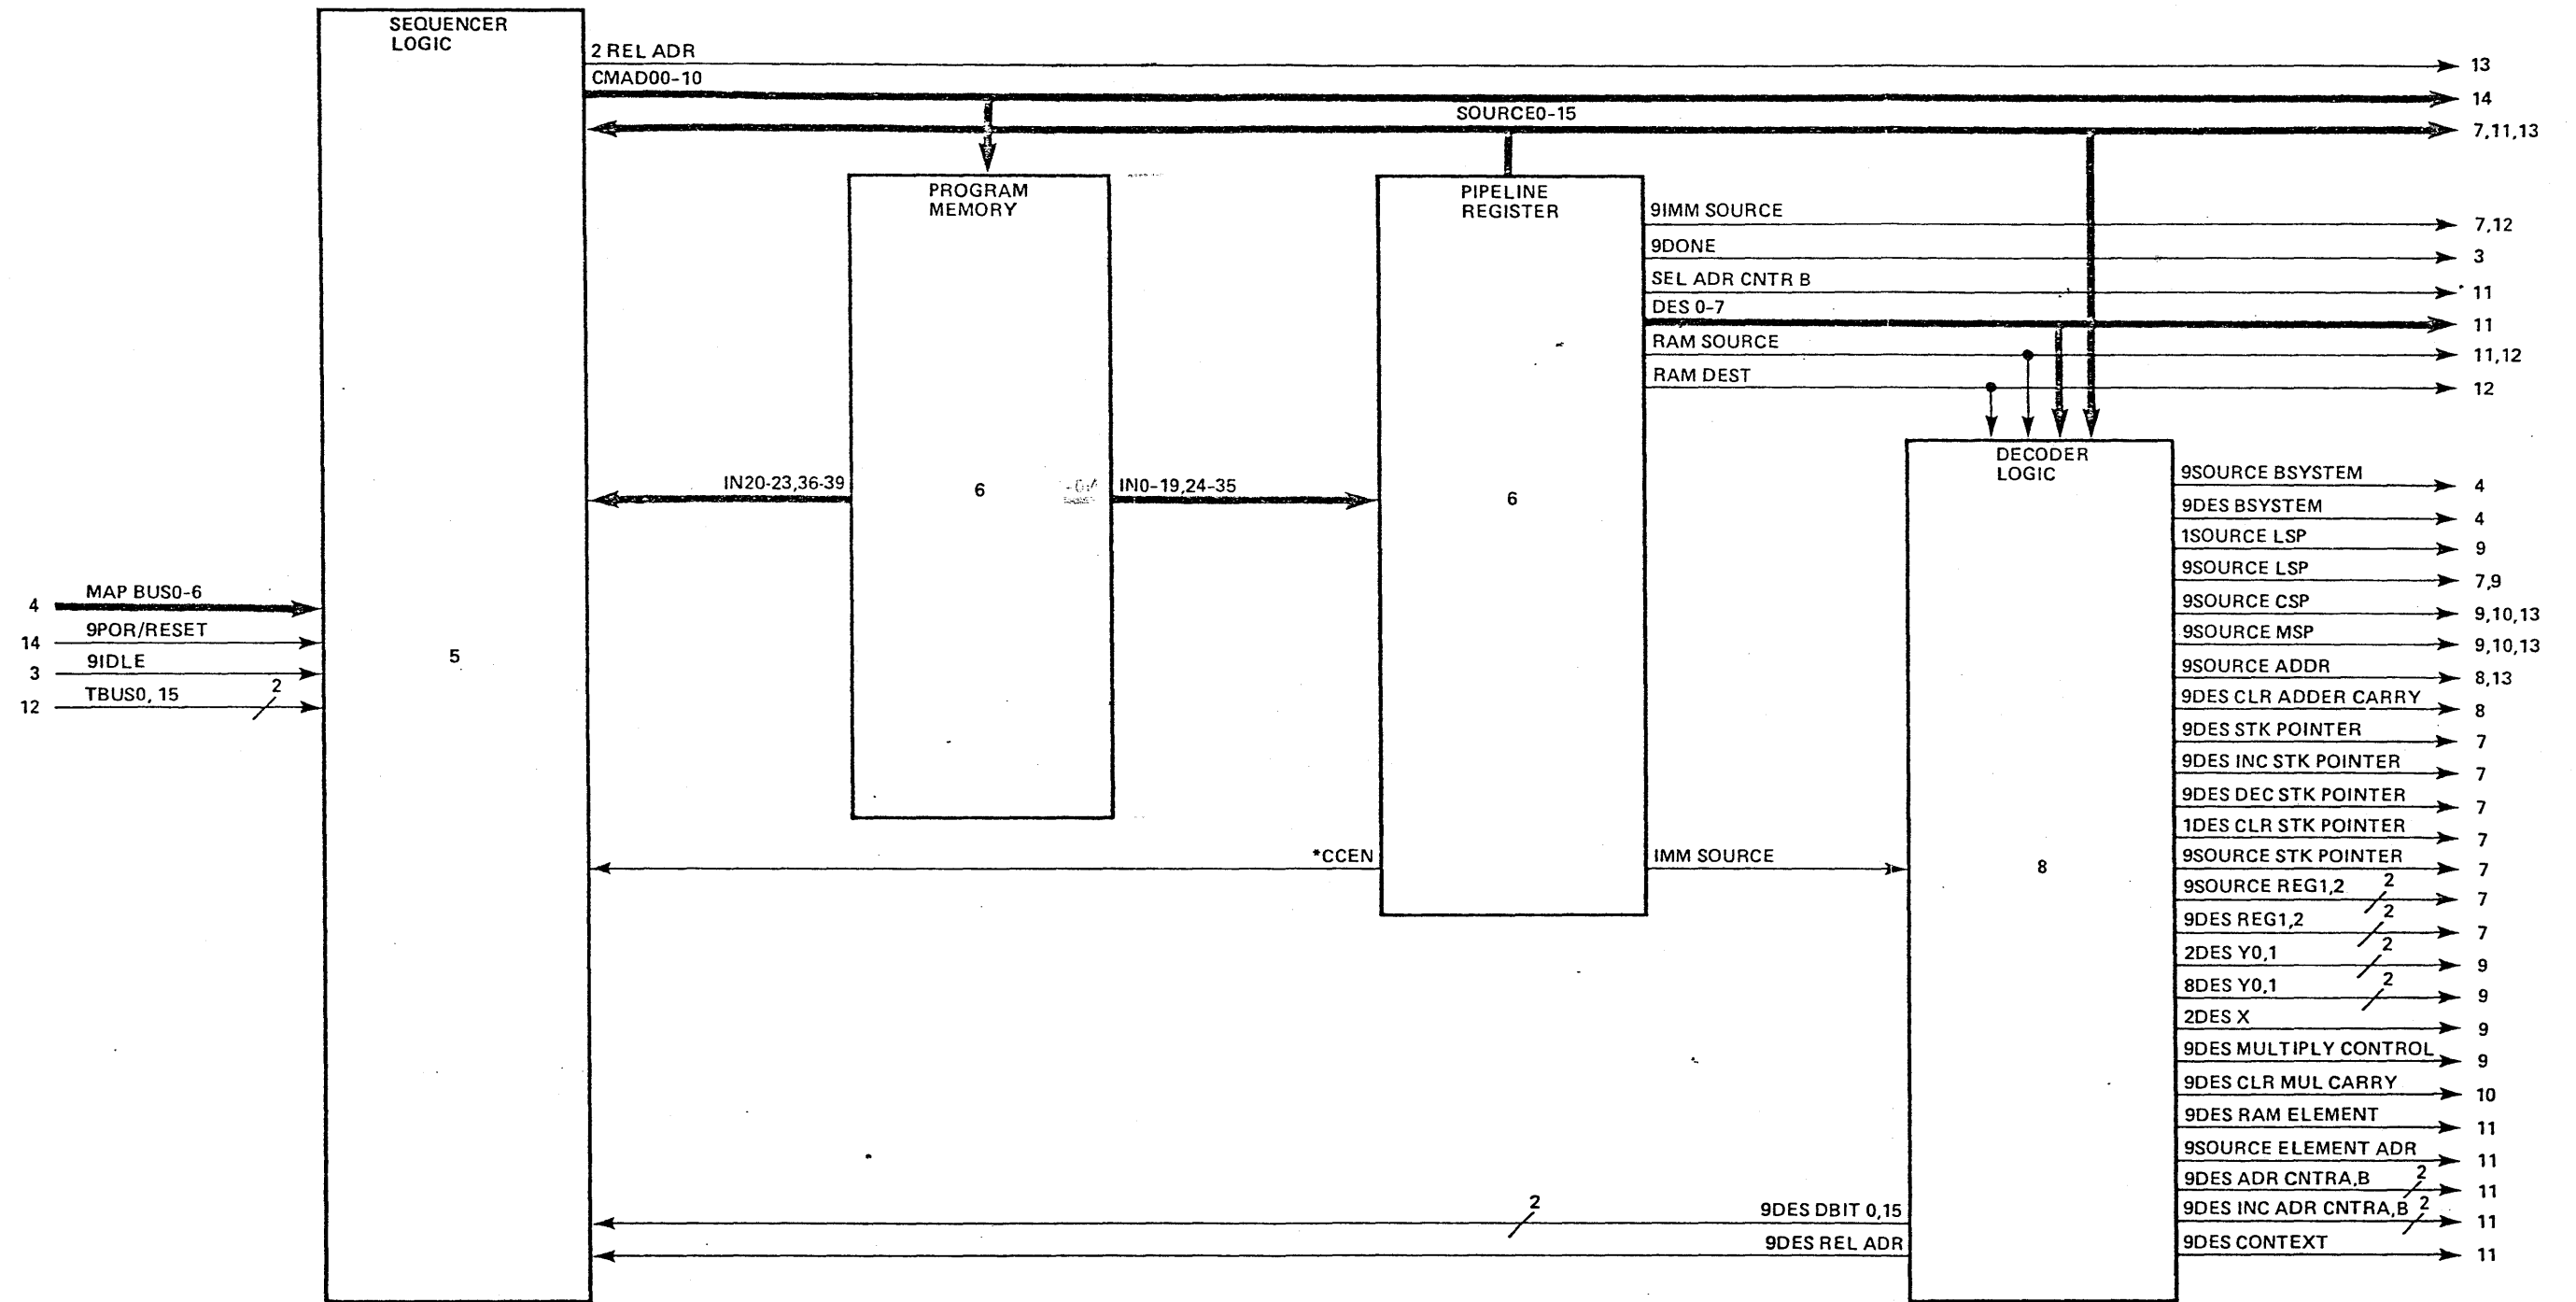 SEQUENCER
LOGIC
2 REL ADR
13
CMAD00-10
14
SOURCE0-15
7,11,13
PROGRAM
MEMORY
PIPELINE
REGISTER
9IMM SOURCE
7,12
9DONE
3
SEL ADR CNTR B
11
DES 0-7
11
RAM SOURCE
11,12
RAM DEST
12
DECODER
LOGIC
IN20-23,36-39
6
IN0-19,24-35
6
9SOURCE BSYSTEM
4
9DES BSYSTEM
4
1SOURCE LSP
9
9SOURCE LSP
7,9
4
MAP BUS0-6
9SOURCE CSP
9,10,13
14
9POR/RESET
9SOURCE MSP
9,10,13
5
3
9IDLE
9SOURCE ADDR
8,13
12
TBUS0, 15
2
9DES CLR ADDER CARRY
8
9DES STK POINTER
7
9DES INC STK POINTER
7
9DES DEC STK POINTER
7
1DES CLR STK POINTER
7
*CCEN
IMM SOURCE
8
9SOURCE STK POINTER
7
9SOURCE REG1,2
2
7
9DES REG1,2
2
7
2DES Y0,1
2
9
8DES Y0,1
2
9
2DES X
9
9DES MULTIPLY CONTROL
9
9DES CLR MUL CARRY
10
9DES RAM ELEMENT
11
9SOURCE ELEMENT ADR
11
9DES ADR CNTRA,B
2
11
2
9DES DBIT 0,15
9DES INC ADR CNTRA,B
2
11
9DES REL ADR
9DES CONTEXT
11